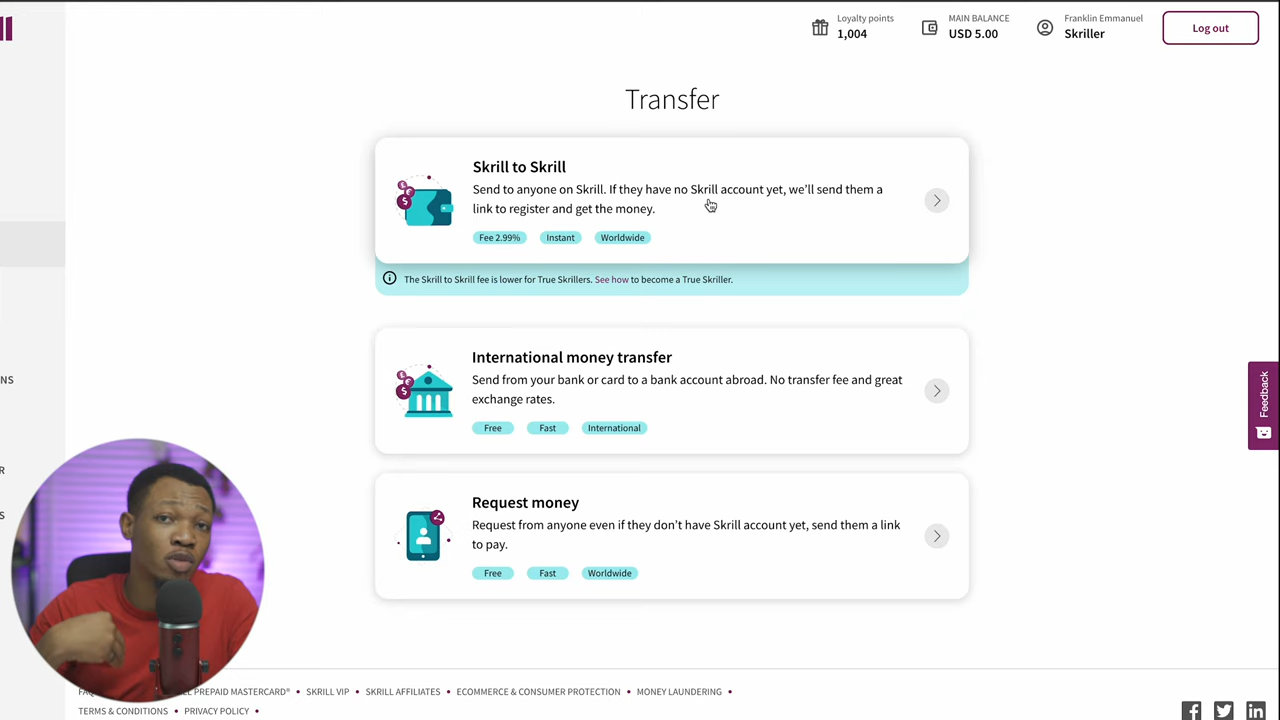 Loyalty points
1,004
MAIN BALANCE
USD 5.00
Franklin Emmanuel
Skriller
Log out
Transfer
Skrill to Skrill
Send to anyone on Skrill. If they have no Skrill account yet, we'll send them a
link to register and get the money.
Fee 2.99%
Instant
Worldwide
The Skrill to Skrill fee is lower for True Skrillers. See how to become a True Skriller.
International money transfer
Send from your bank or card to a bank account abroad. No transfer fee and great
exchange rates.
Free
Fast
International
Request money
Request from anyone even if they don't have Skrill account yet, send them a link
to pay.
Free
Fast
Worldwide
Feedback
PREPAID MASTERCARD® • SKRILL VIP • SKRILL AFFILIATES • ECOMMERCE & CONSUMER PROTECTION • MONEY LAUNDERING •
TERMS & CONDITIONS • PRIVACY POLICY •